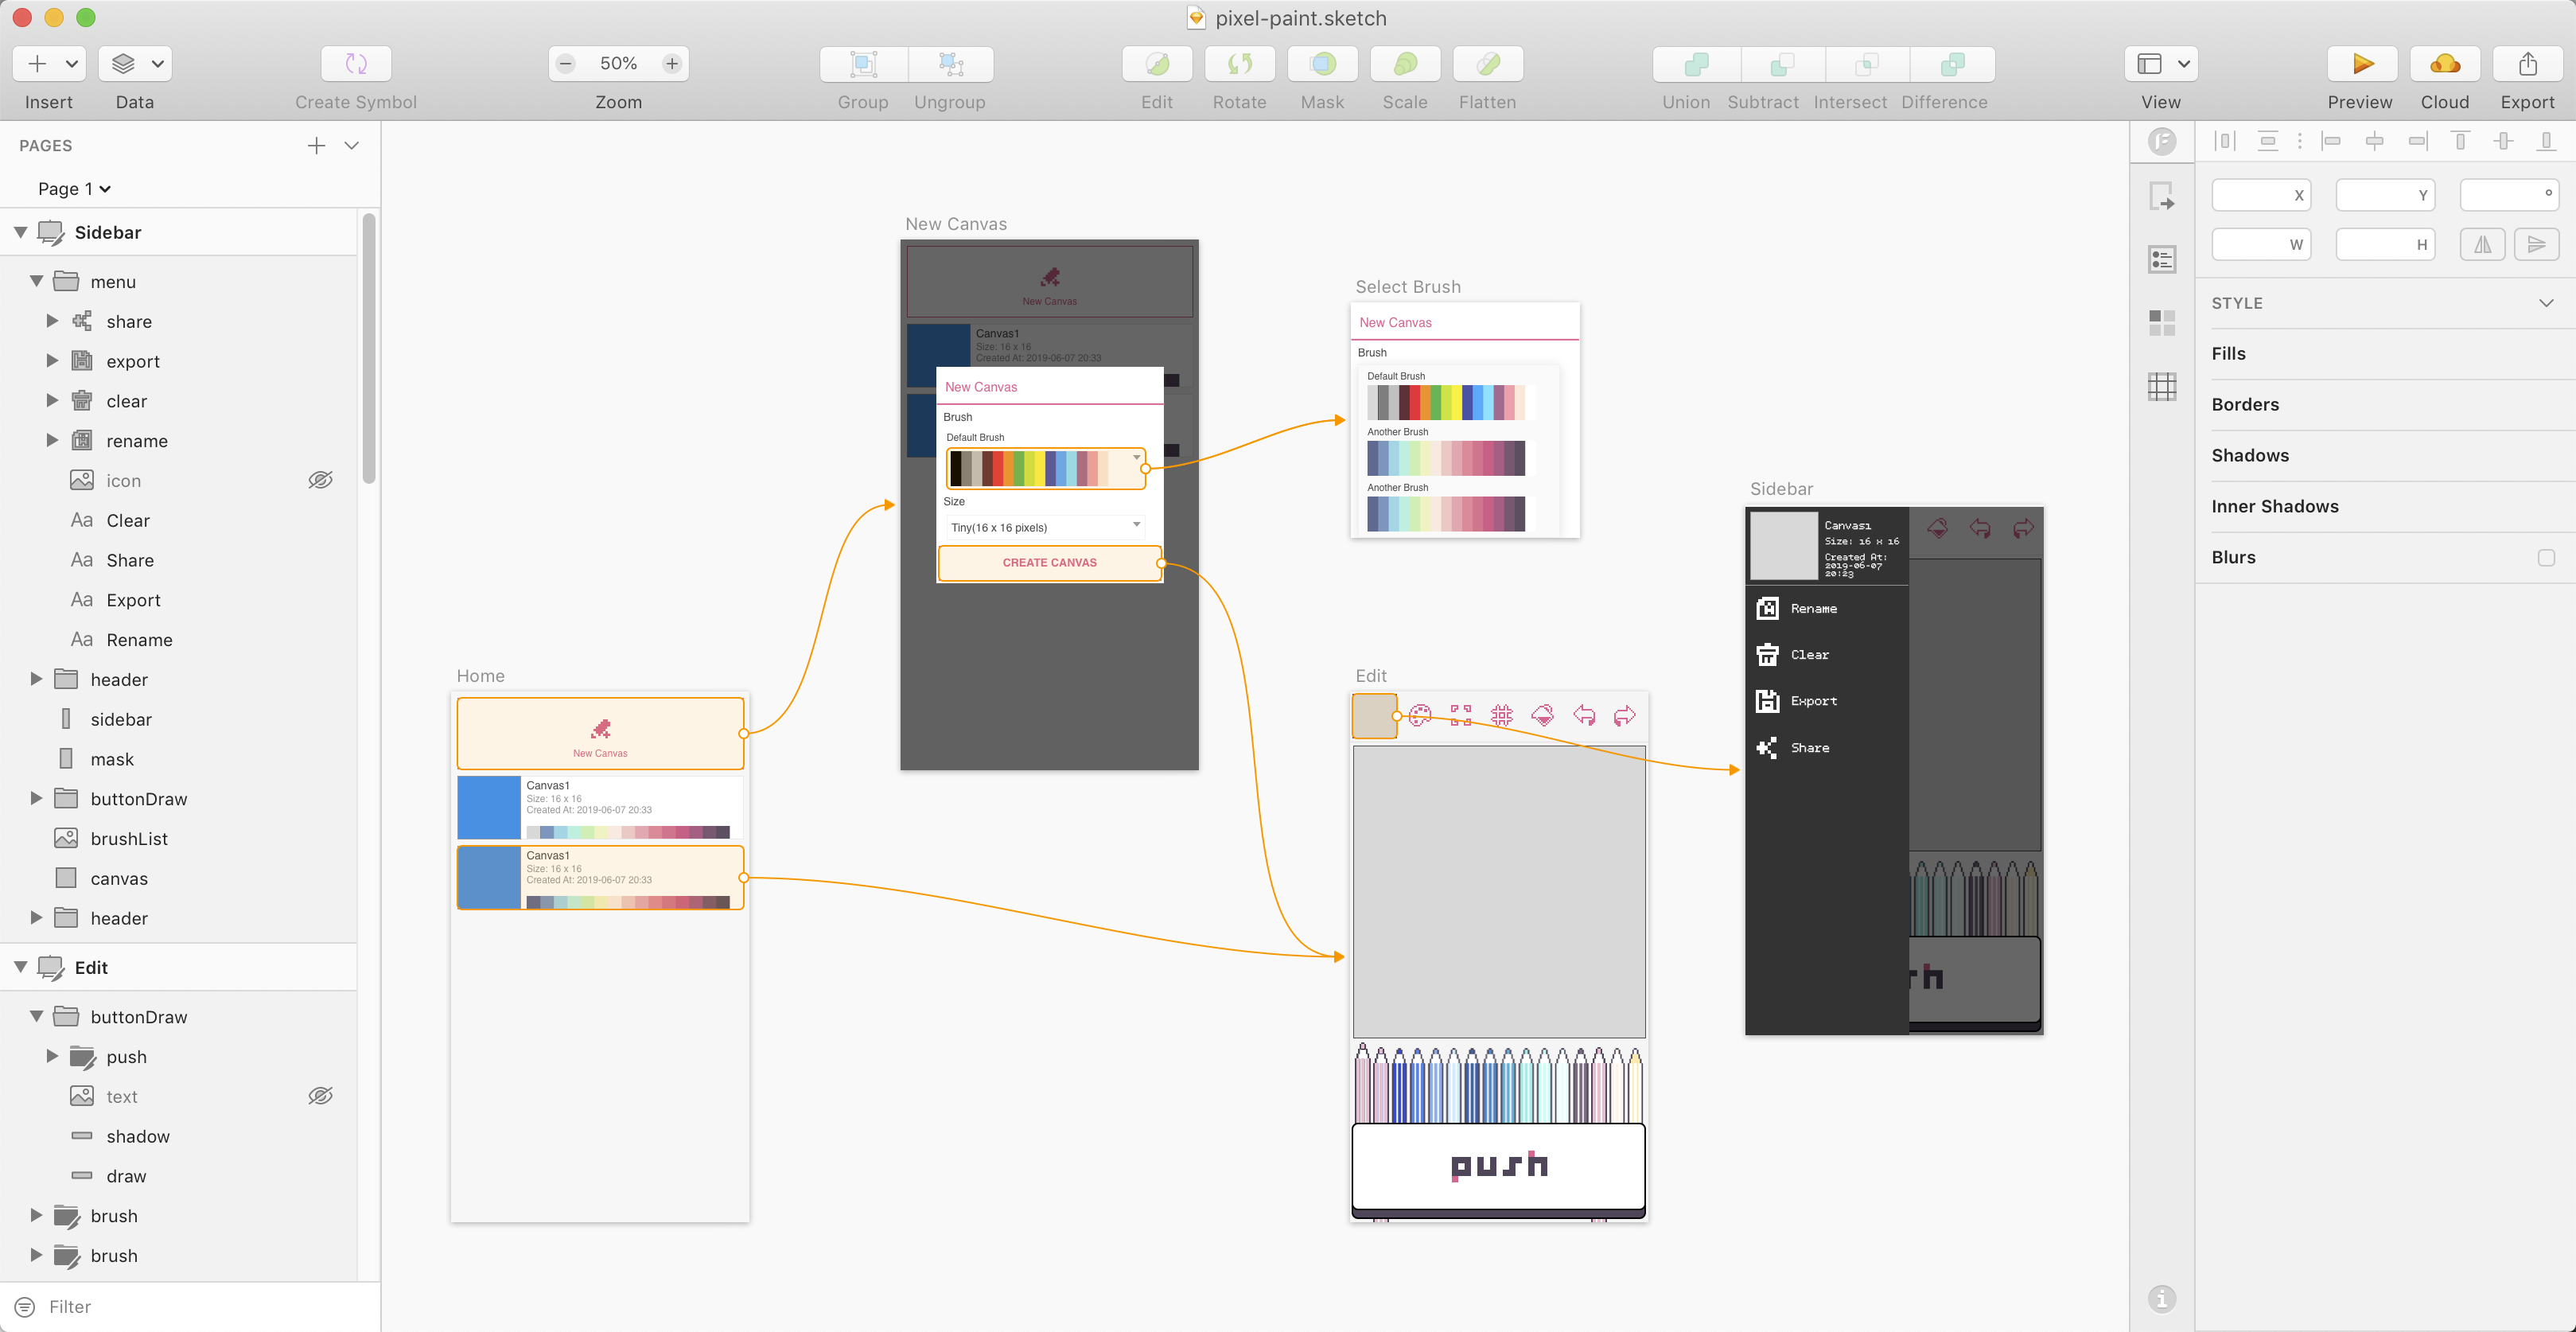 pixel-paint.sketch
50%
Insert
Data
Create Symbol
Zoom
Group
Ungroup
Edit
Rotate
Mask
Scale
Flatten
Union
Subtract
Intersect
Difference
View
Preview
Cloud
Export
PAGES
Page 1
Sidebar
menu
share
export
clear
rename
icon
Aa Clear
Aa Share
Aa Export
Aa Rename
header
sidebar
mask
buttonDraw
brushList
canvas
header
Edit
buttonDraw
push
text
shadow
draw
brush
brush
Filter
Home
New Canvas
Canvas1
Size: 16 x 16
Created At: 2019-06-07 20:33
Canvas1
Size: 16 x 16
Created At: 2019-06-07 20:33
New Canvas
New Canvas
Canvas1
Size: 16 x 16
Created At: 2019-06-07 20:33
New Canvas
Brush
Default Brush
Size
Tiny(16 x 16 pixels)
CREATE CANVAS
Select Brush
New Canvas
Brush
Default Brush
Another Brush
Another Brush
Edit
push
Sidebar
Canvas1
Size: 16 x 16
Created At:
2019-06-07
20:23
Rename
Clear
Export
Share
rh
X
Y
°
W
H
STYLE
Fills
Borders
Shadows
Inner Shadows
Blurs